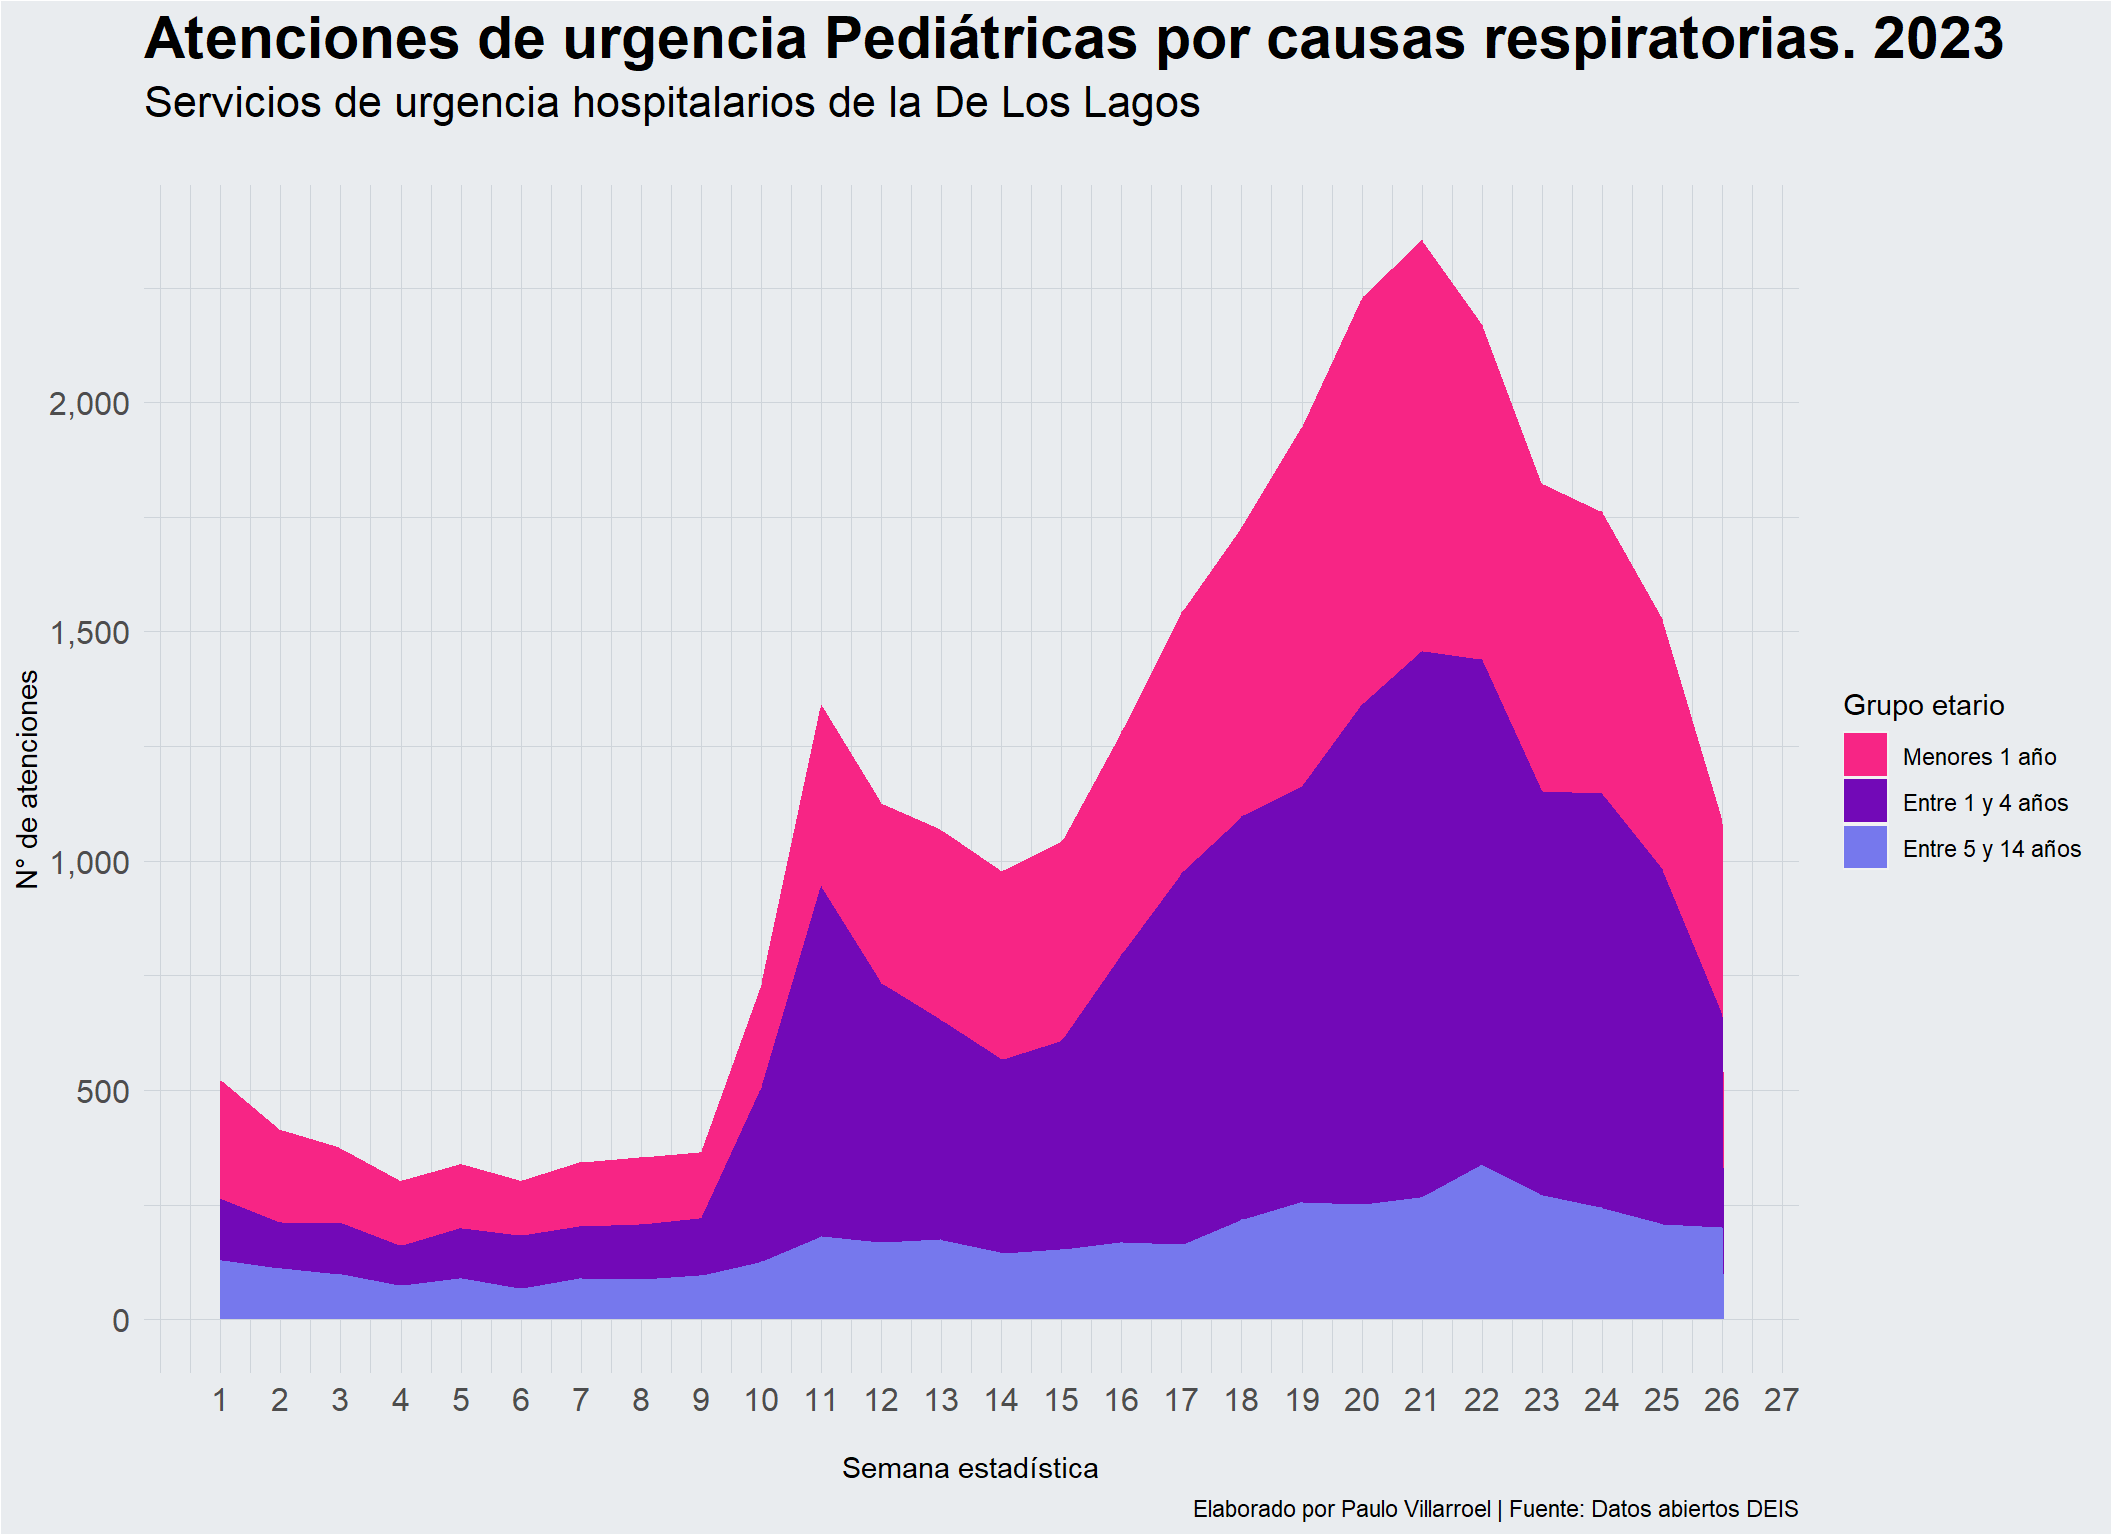 Atenciones de urgencia Pediátricas por causas respiratorias. 2023
Servicios de urgencia hospitalarios de la De Los Lagos
2,000
1,500
1,000
500
0
N° de atenciones
1 2 3 4 5 6 7 8 9 10 11 12 13 14 15 16 17 18 19 20 21 22 23 24 25 26 27
Semana estadística
Grupo etario
Menores 1 año
Entre 1 y 4 años
Entre 5 y 14 años
Elaborado por Paulo Villarroel | Fuente: Datos abiertos DEIS